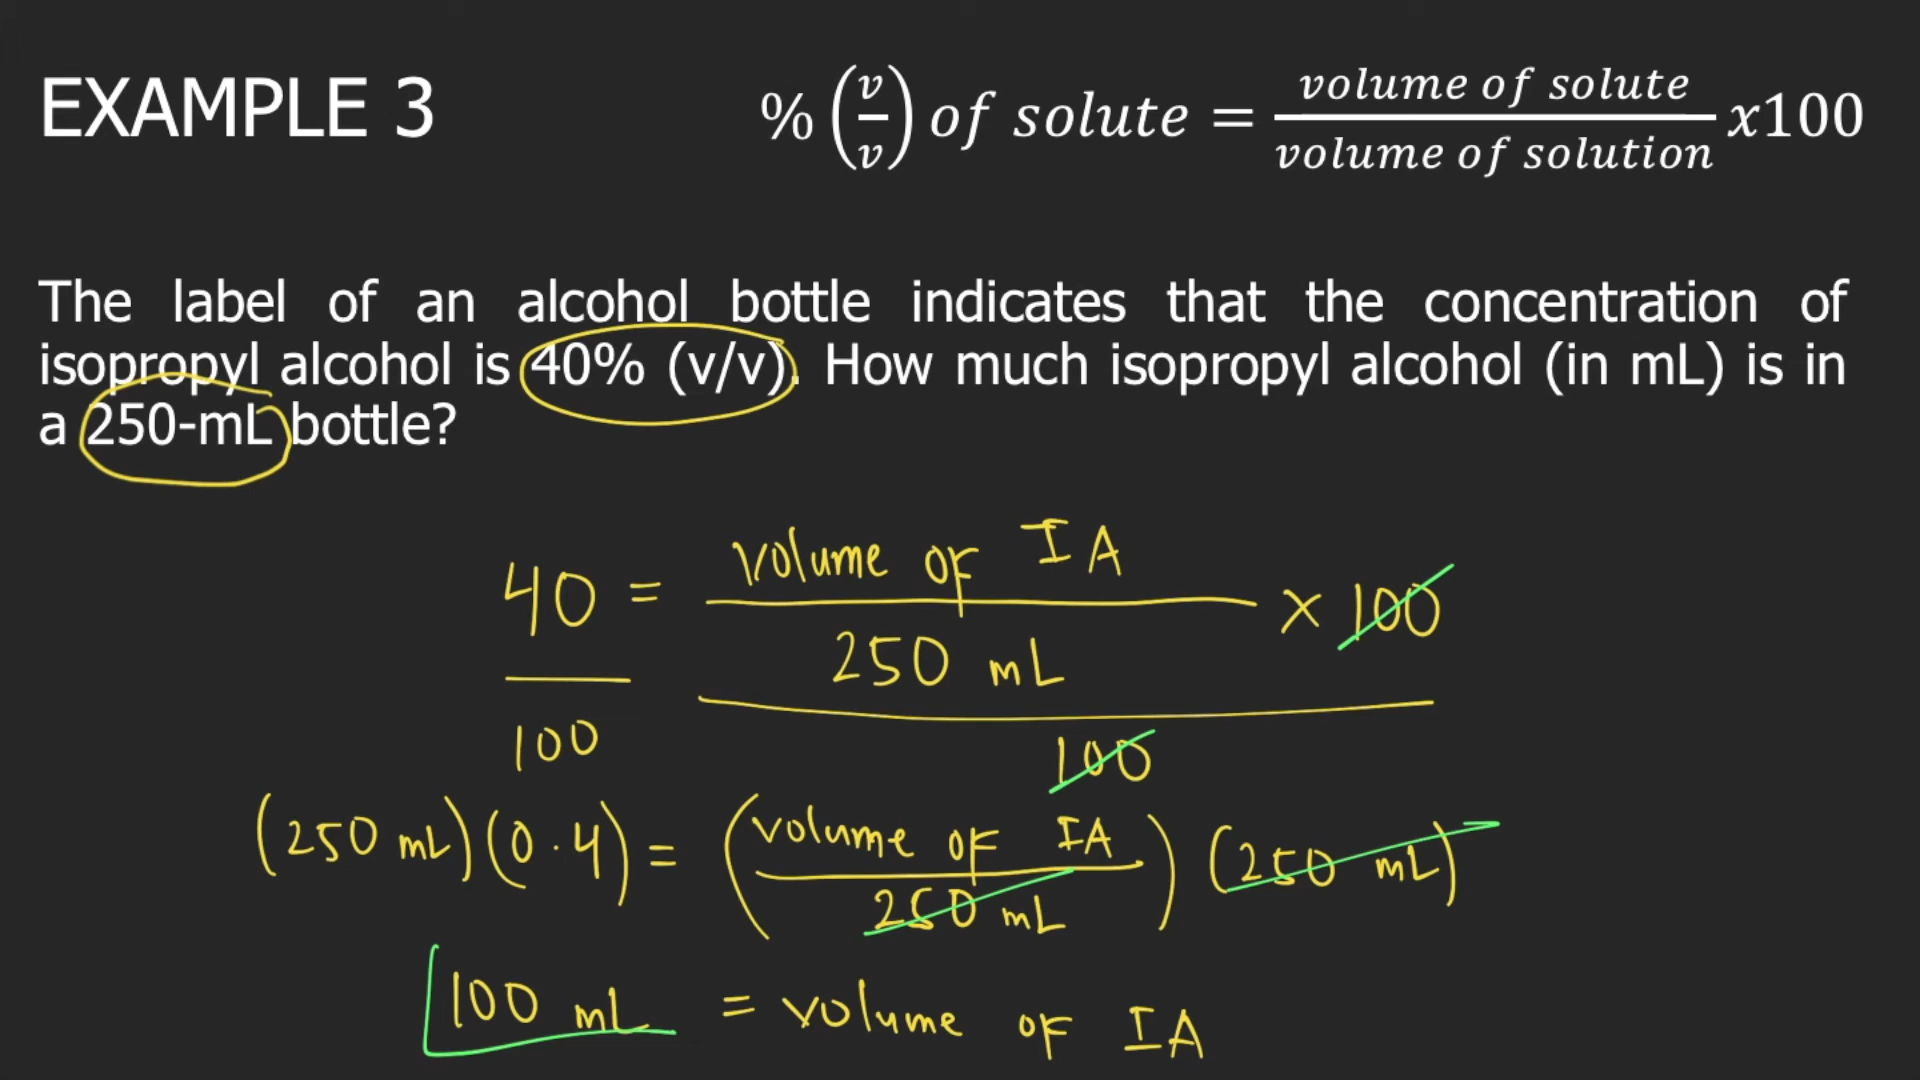 EXAMPLE 3
% (v/v) of solute = volume of solute / volume of solution x100
The label of an alcohol bottle indicates that the concentration of
isopropyl alcohol is 40% (v/v). How much isopropyl alcohol (in mL) is in
a 250-mL bottle?
40 = volume of IA / 250 mL x 100
100 100
(250 mL)(0.4) = (volume of IA / 250 mL) (250 mL)
100 mL = volume of IA